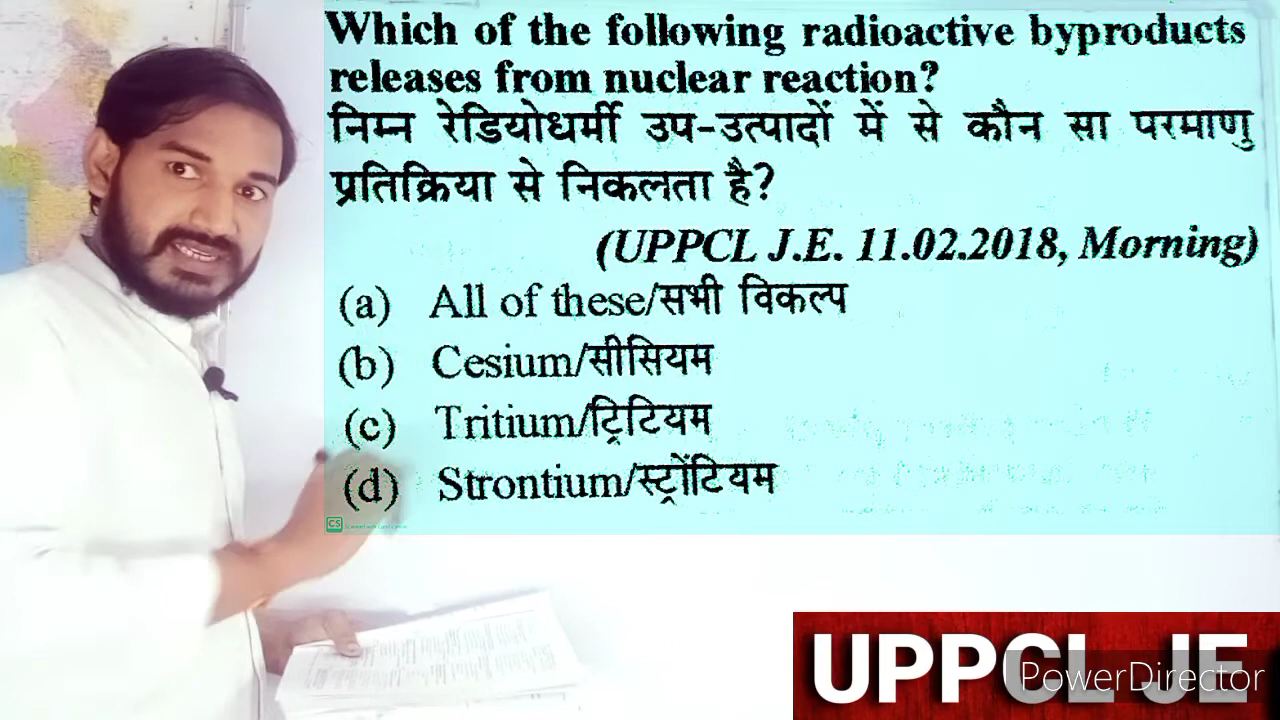 Which of the following radioactive byproducts
releases from nuclear reaction?
निम्न रेडियोधर्मी उप-उत्पादों में से कौन सा परमाणु
प्रतिक्रिया से निकलता है?
(UPPCL J.E. 11.02.2018, Morning)
(a) All of these/सभी विकल्प
(b) Cesium/सीसियम
(c) Tritium/ट्रिटियम
(d) Strontium/स्ट्रोंटियम
CS
UPPCL JE
PowerDirector